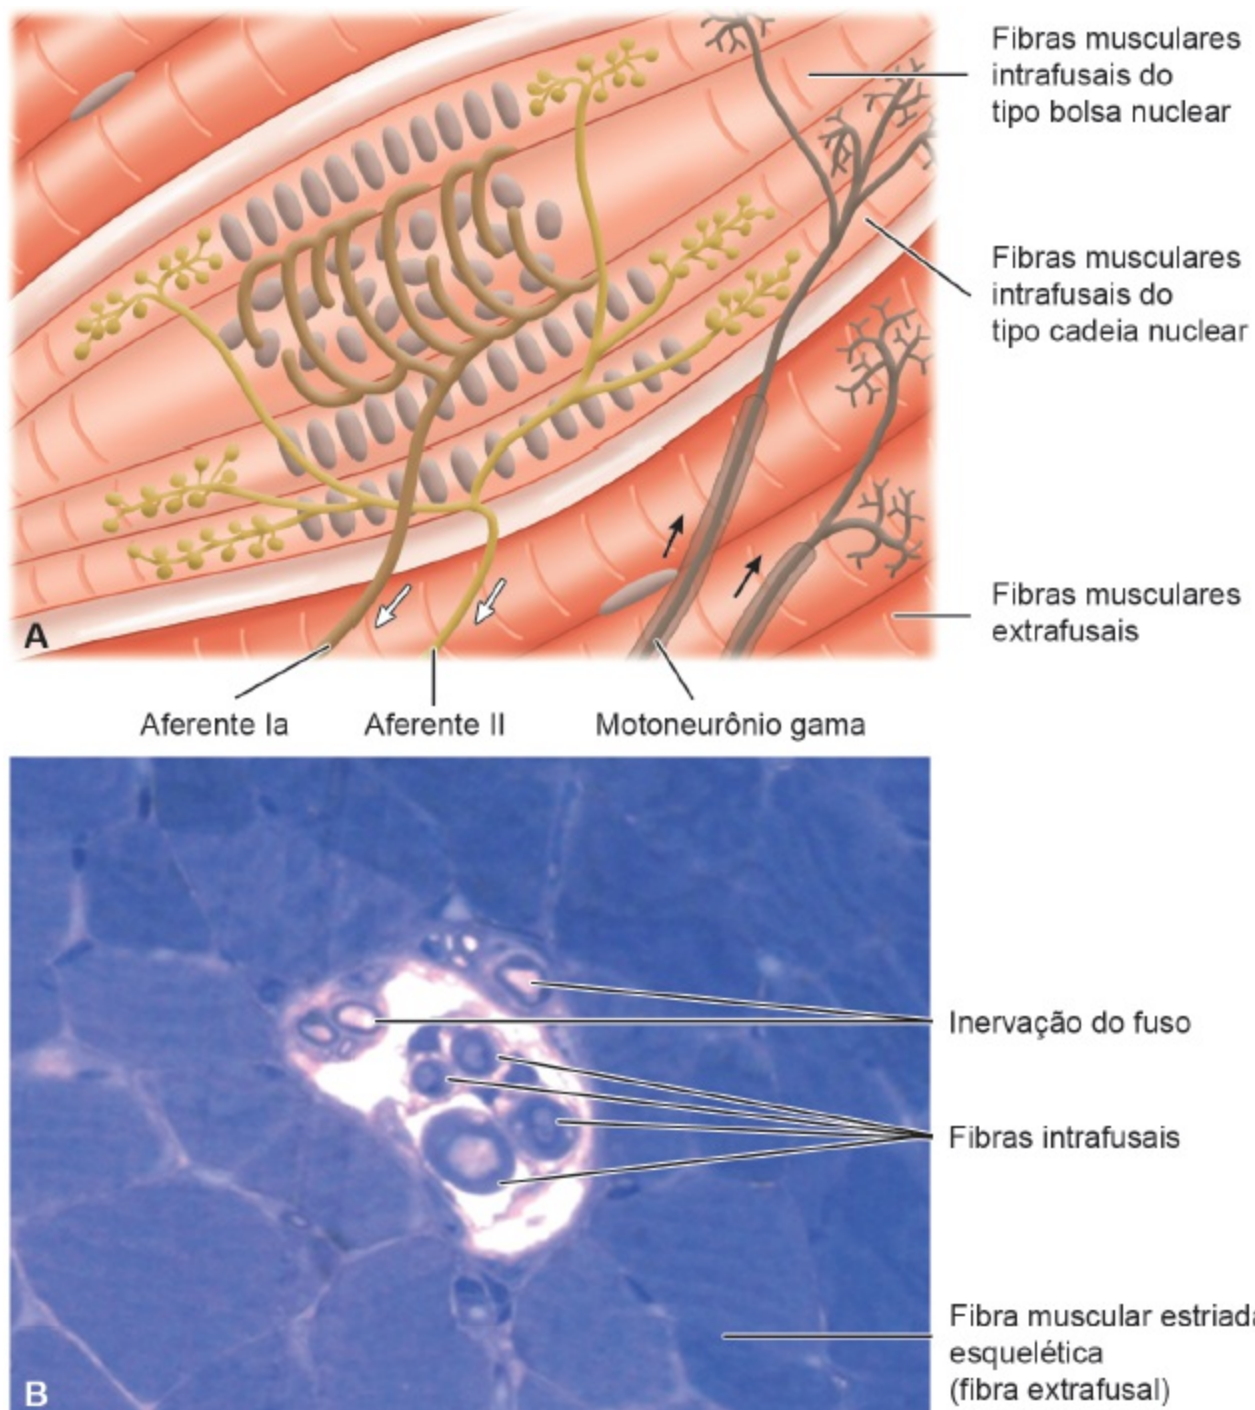 Fibras musculares
intrafusais do
tipo bolsa nuclear
Fibras musculares
intrafusais do
tipo cadeia nuclear
Fibras musculares
extrafusais
A
Aferente Ia
Aferente II
Motoneurônio gama
Inervação do fuso
Fibras intrafusais
Fibra muscular estriada
esquelética
(fibra extrafusal)
B